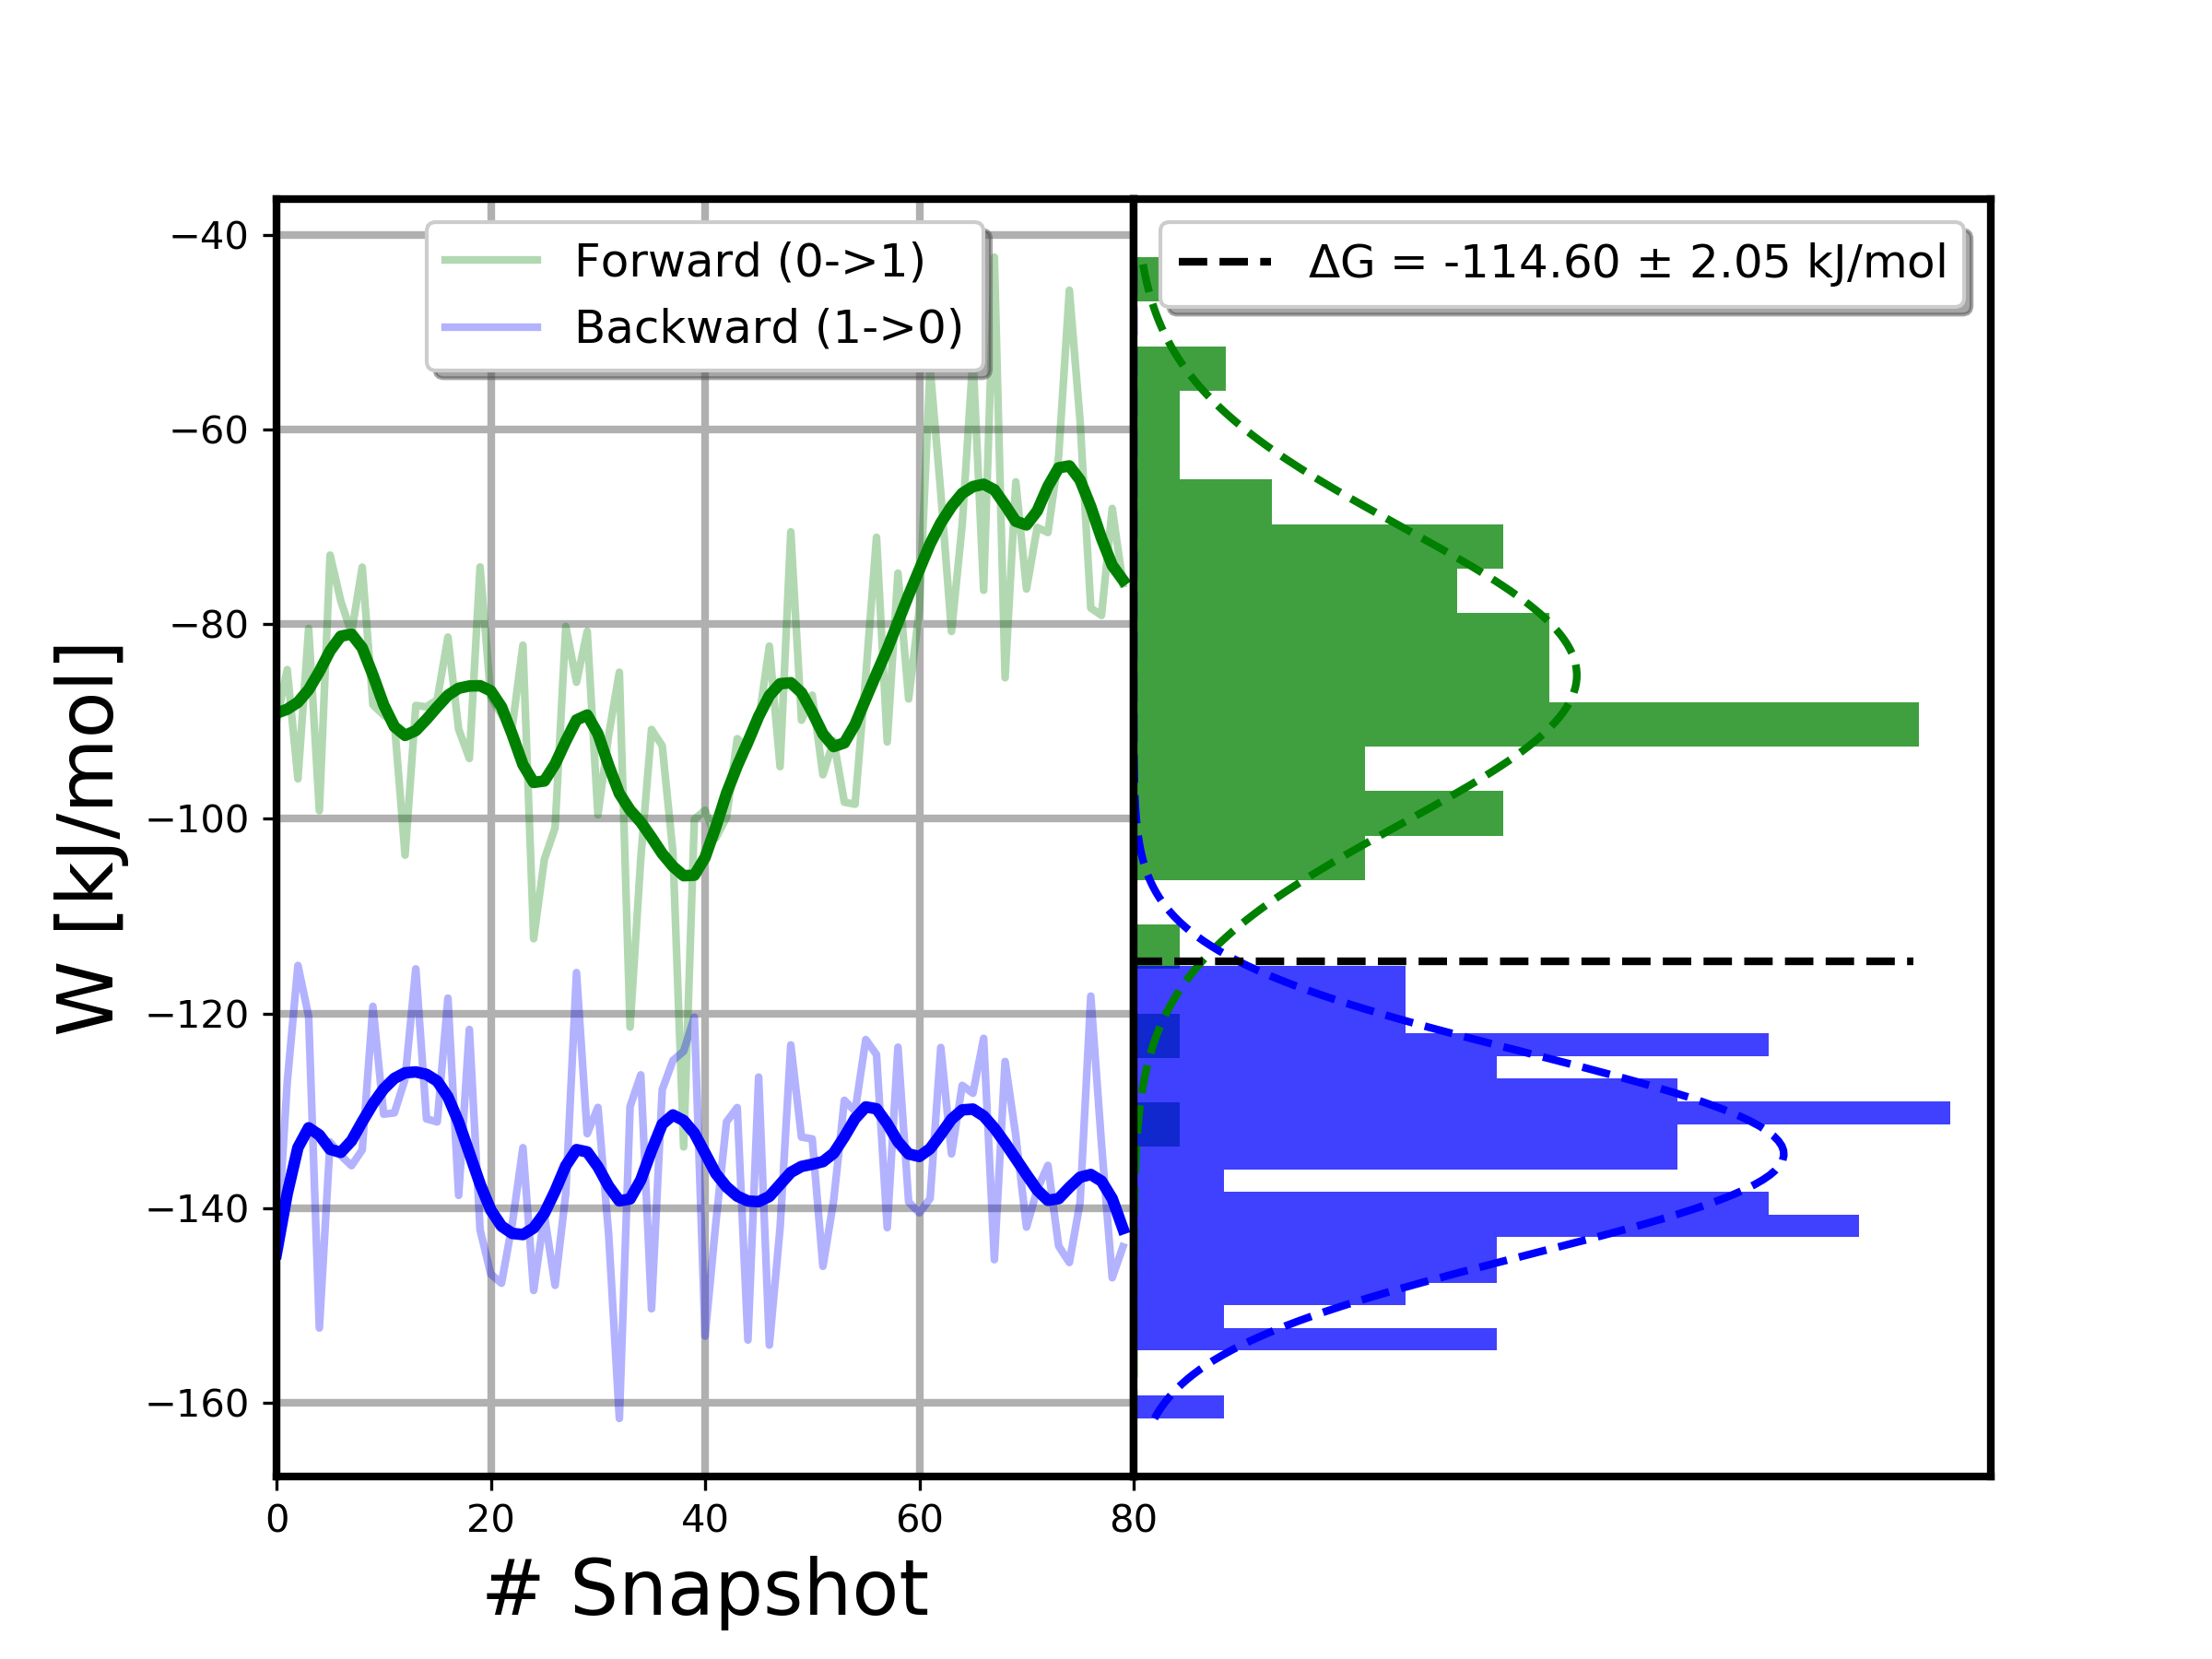 Forward (0->1)
Backward (1->0)
ΔG = -114.60 ± 2.05 kJ/mol
W [kJ/mol]
−40
−60
−80
−100
−120
−140
−160
0 20 40 60 80
# Snapshot